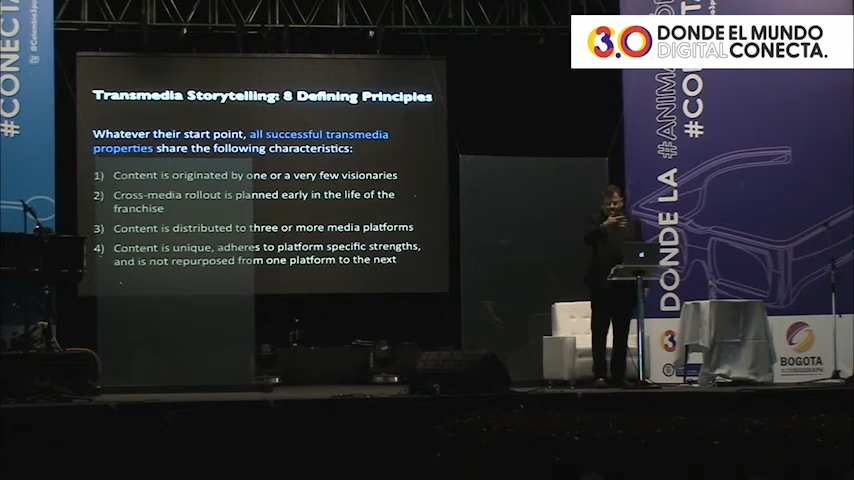 3.0 DONDE EL MUNDO
DIGITAL CONECTA.
#CONECTA
Transmedia Storytelling: 8 Defining Principles
Whatever their start point, all successful transmedia
properties share the following characteristics:
1) Content is originated by one or a very few visionaries
2) Cross-media rollout is planned early in the life of the
franchise
3) Content is distributed to three or more media platforms
4) Content is unique, adheres to platform specific strengths,
and is not repurposed from one platform to the next
DONDE LA #ANIMA
#CO
3
BOGOTA